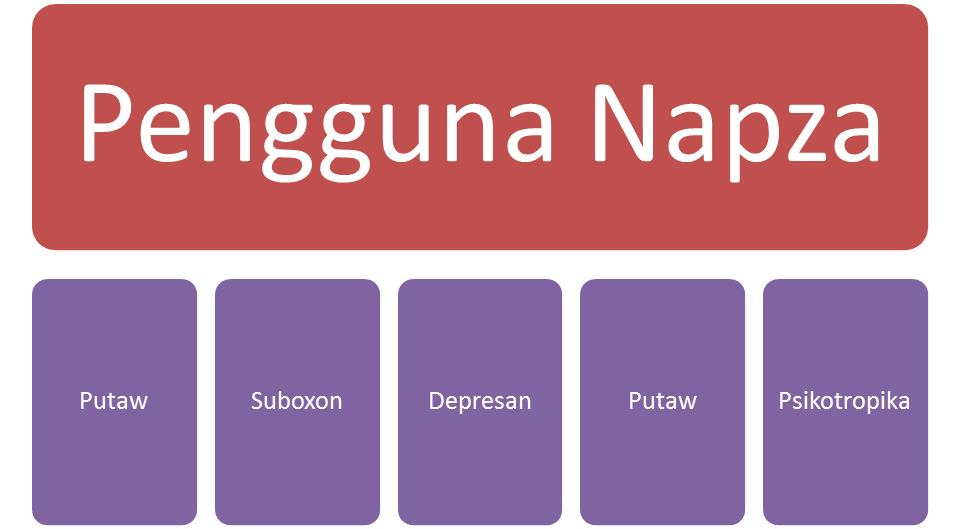 Pengguna Napza
Putaw
Suboxon
Depresan
Putaw
Psikotropika